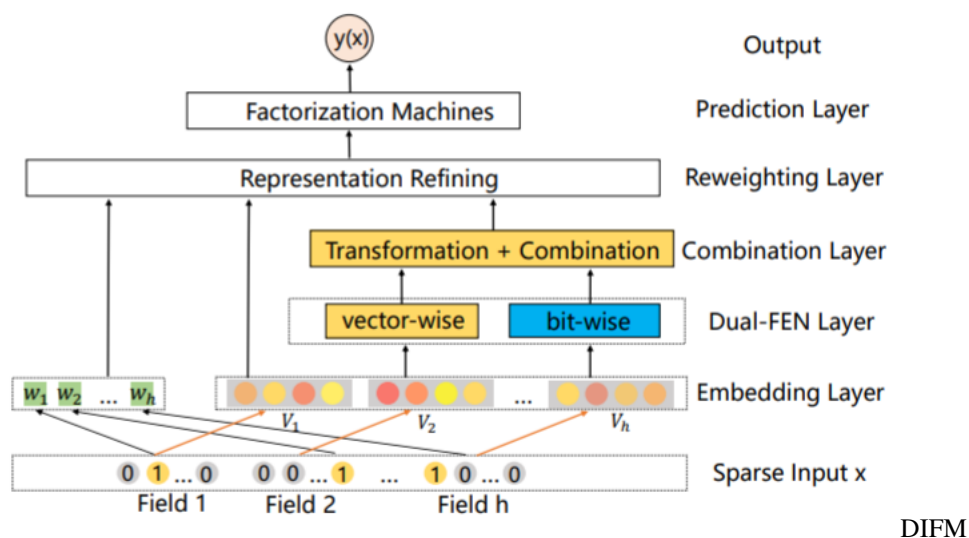 y(x) Output
Factorization Machines Prediction Layer
Representation Refining Reweighting Layer
Transformation + Combination Combination Layer
vector-wise bit-wise Dual-FEN Layer
w₁ w₂ ... wₕ ... Embedding Layer
V₁ V₂ Vₕ
0 1 ... 0 0 0 ... 1 ... 1 0 ... 0 Sparse Input x
Field 1 Field 2 Field h
DIFM